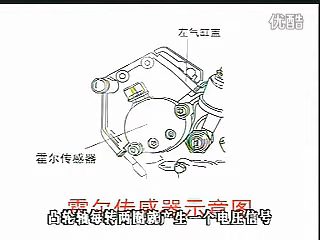 优酷
左气缸盖
霍尔传感器
霍尔传感器示意图
凸轮轴每转两圈就产生一个电压信号